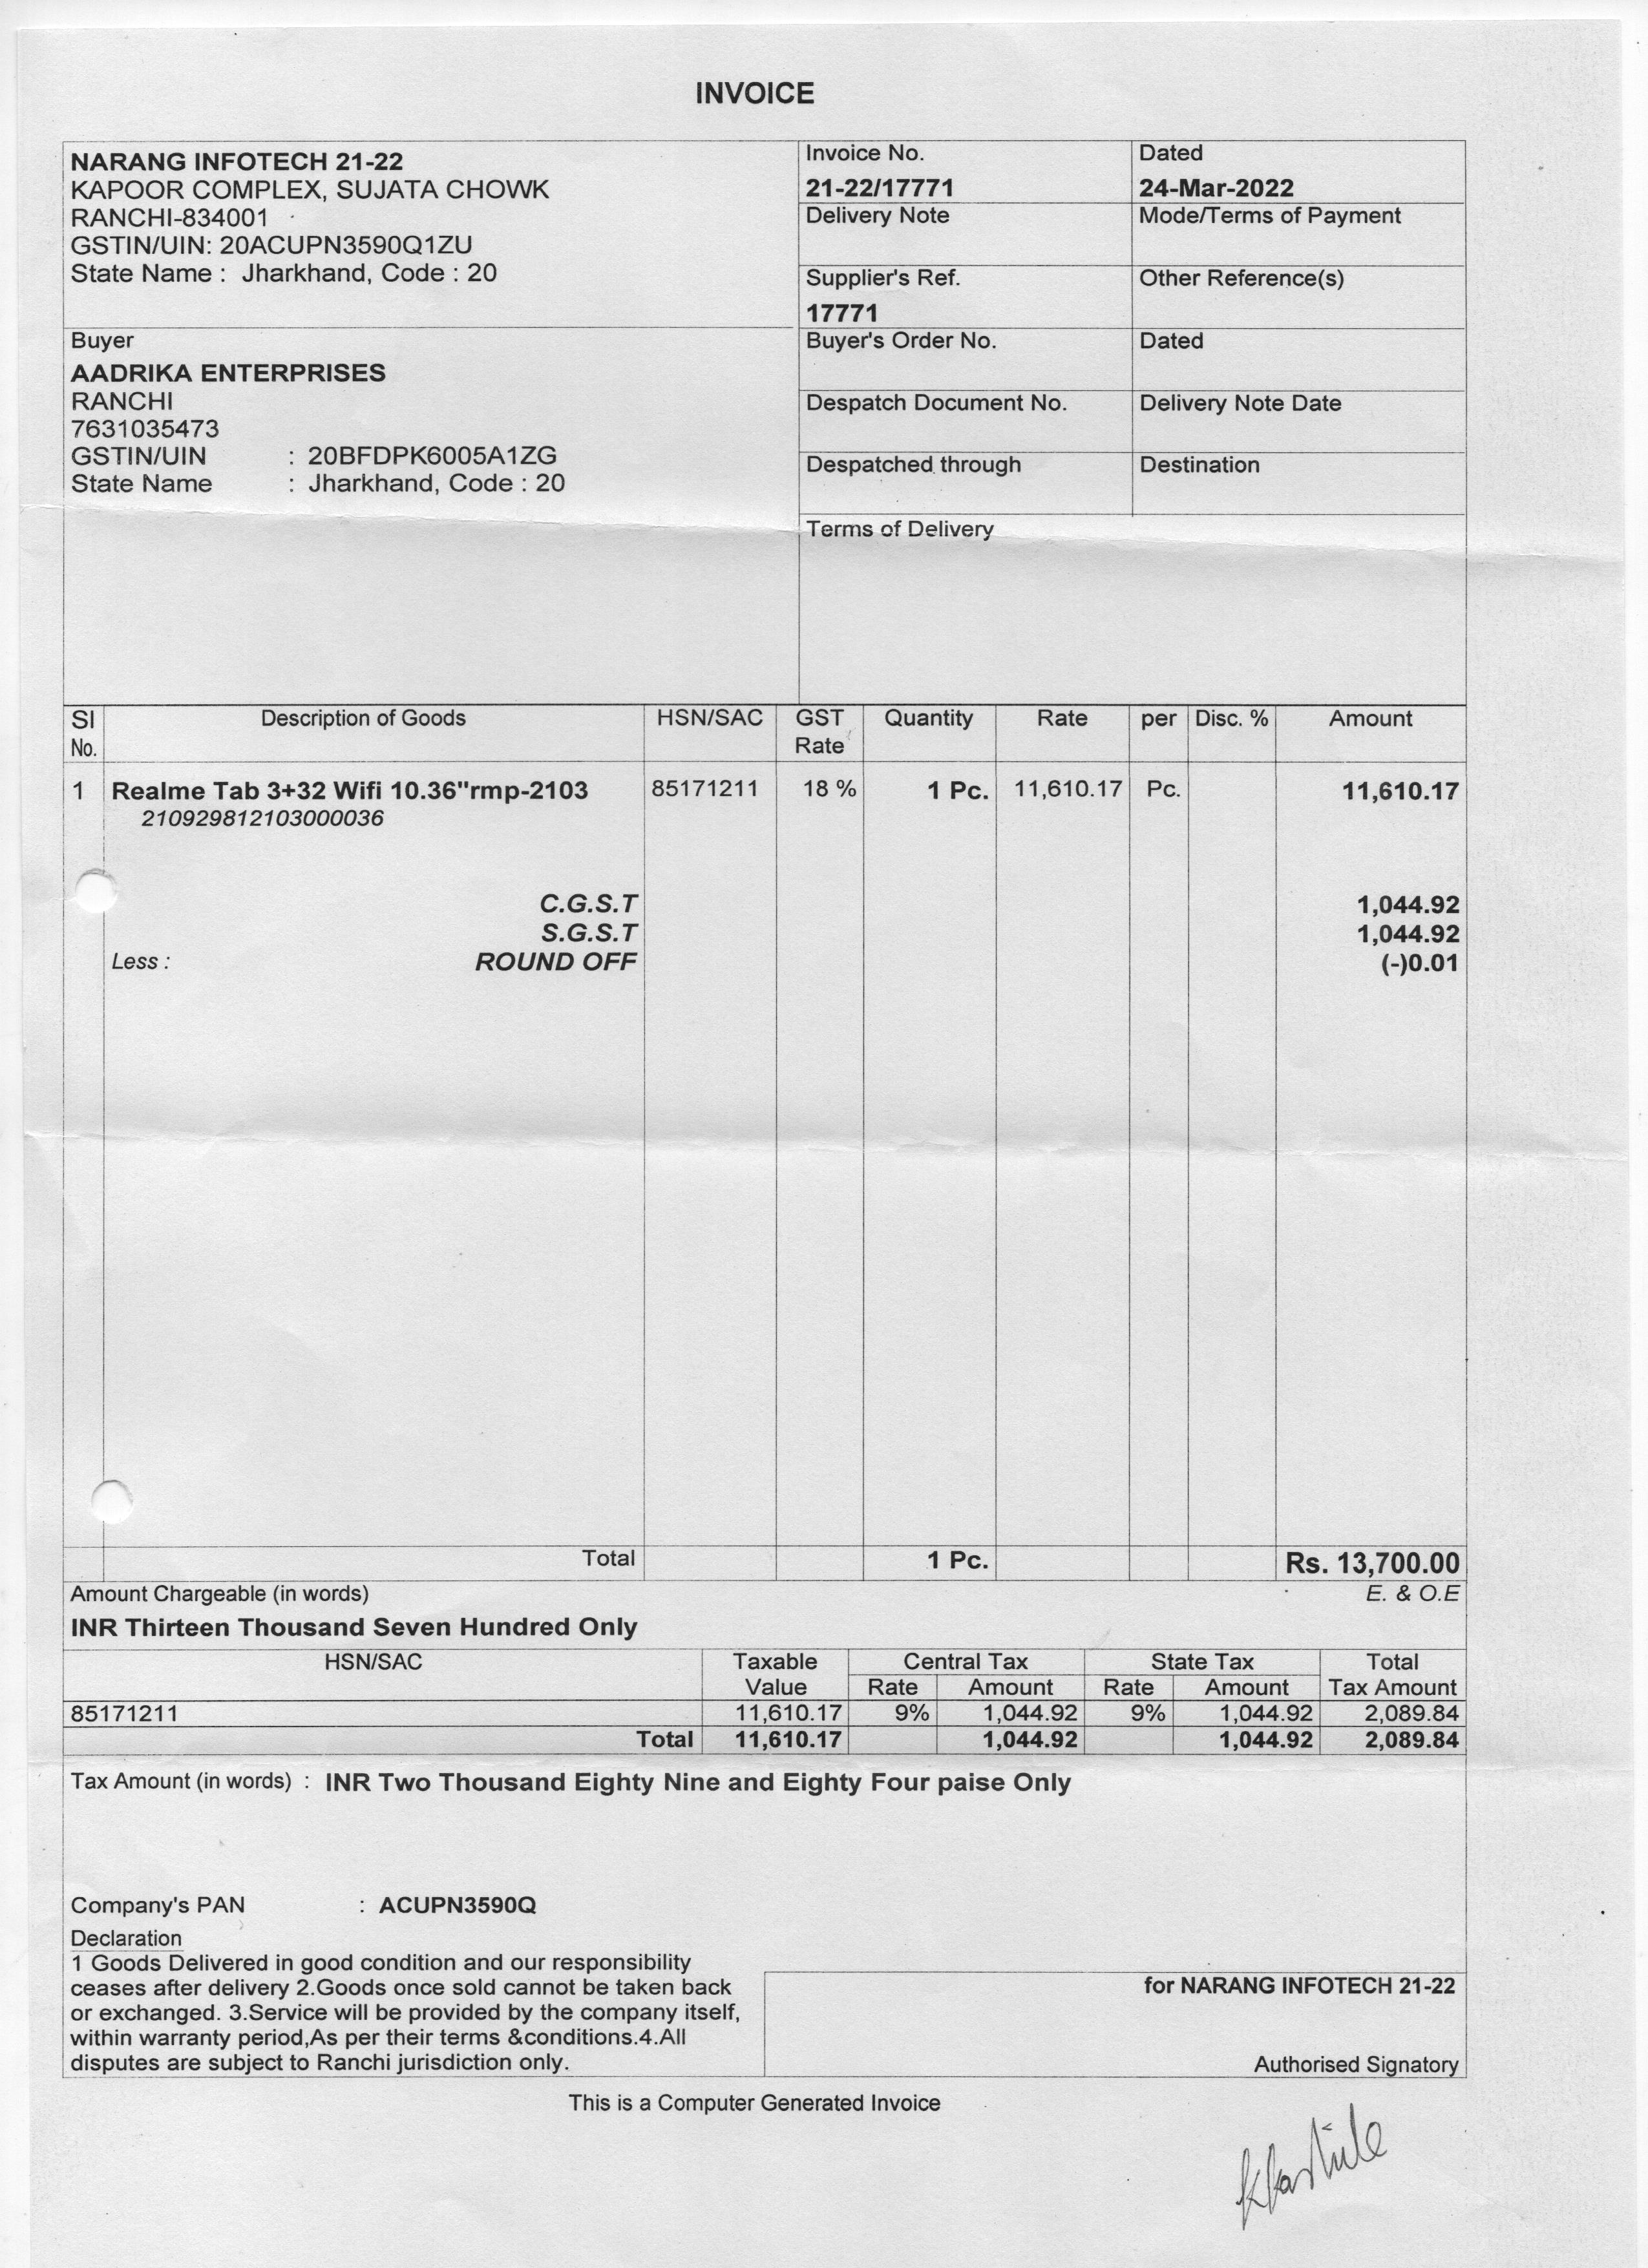 INVOICE
NARANG INFOTECH 21-22
KAPOOR COMPLEX, SUJATA CHOWK
RANCHI-834001
GSTIN/UIN: 20ACUPN3590Q1ZU
State Name : Jharkhand, Code : 20
Invoice No.
21-22/17771
Dated
24-Mar-2022
Delivery Note
Mode/Terms of Payment
Supplier's Ref.
17771
Other Reference(s)
Buyer
AADRIKA ENTERPRISES
RANCHI
7631035473
GSTIN/UIN : 20BFDPK6005A1ZG
State Name : Jharkhand, Code : 20
Buyer's Order No.
Dated
Despatch Document No.
Delivery Note Date
Despatched through
Destination
Terms of Delivery
SI No. Description of Goods HSN/SAC GST Rate Quantity Rate per Disc. % Amount
1 Realme Tab 3+32 Wifi 10.36"rmp-2103 85171211 18 % 1 Pc. 11,610.17 Pc. 11,610.17
210929812103000036
C.G.S.T 1,044.92
S.G.S.T 1,044.92
Less : ROUND OFF (-)0.01
Total 1 Pc. Rs. 13,700.00
Amount Chargeable (in words) E. & O.E
INR Thirteen Thousand Seven Hundred Only
HSN/SAC Taxable Value Central Tax State Tax Total Tax Amount
Rate Amount Rate Amount
85171211 11,610.17 9% 1,044.92 9% 1,044.92 2,089.84
Total 11,610.17 1,044.92 1,044.92 2,089.84
Tax Amount (in words) : INR Two Thousand Eighty Nine and Eighty Four paise Only
Company's PAN : ACUPN3590Q
Declaration
1 Goods Delivered in good condition and our responsibility
ceases after delivery 2.Goods once sold cannot be taken back
or exchanged. 3.Service will be provided by the company itself,
within warranty period,As per their terms &conditions.4.All
disputes are subject to Ranchi jurisdiction only.
for NARANG INFOTECH 21-22
Authorised Signatory
This is a Computer Generated Invoice